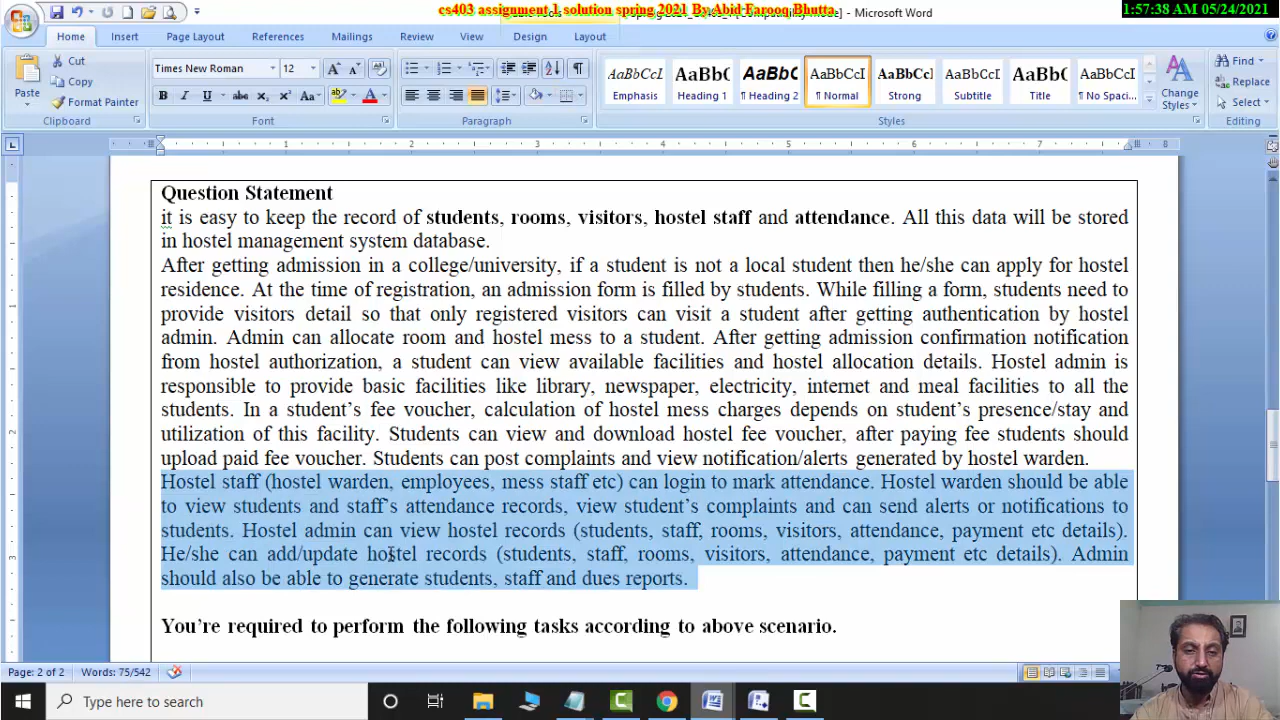 cs403 assignment 1 solution spring 2021 By Abid Farooq Bhutta
Microsoft Word
1:57:38 AM 05/24/2021
Home Insert Page Layout References Mailings Review View Design Layout
Paste
Cut
Copy
Format Painter
Clipboard
Times New Roman 12
Font
Paragraph
AaBbCcI Emphasis
AaBbC Heading 1
AaBbC ¶ Heading 2
AaBbCcI ¶ Normal
AaBbCc Strong
AaBbCcI Subtitle
AaBbC Title
AaBbCcI ¶ No Spaci...
Change Styles
Styles
Find
Replace
Select
Editing
1 2 3 4 5 6 7 8
Question Statement
it is easy to keep the record of students, rooms, visitors, hostel staff and attendance. All this data will be stored
in hostel management system database.
After getting admission in a college/university, if a student is not a local student then he/she can apply for hostel
residence. At the time of registration, an admission form is filled by students. While filling a form, students need to
provide visitors detail so that only registered visitors can visit a student after getting authentication by hostel
admin. Admin can allocate room and hostel mess to a student. After getting admission confirmation notification
from hostel authorization, a student can view available facilities and hostel allocation details. Hostel admin is
responsible to provide basic facilities like library, newspaper, electricity, internet and meal facilities to all the
students. In a student's fee voucher, calculation of hostel mess charges depends on student's presence/stay and
utilization of this facility. Students can view and download hostel fee voucher, after paying fee students should
upload paid fee voucher. Students can post complaints and view notification/alerts generated by hostel warden.
Hostel staff (hostel warden, employees, mess staff etc) can login to mark attendance. Hostel warden should be able
to view students and staff's attendance records, view student's complaints and can send alerts or notifications to
students. Hostel admin can view hostel records (students, staff, rooms, visitors, attendance, payment etc details).
He/she can add/update hostel records (students, staff, rooms, visitors, attendance, payment etc details). Admin
should also be able to generate students, staff and dues reports.
You're required to perform the following tasks according to above scenario.
Page: 2 of 2 Words: 75/542
Type here to search